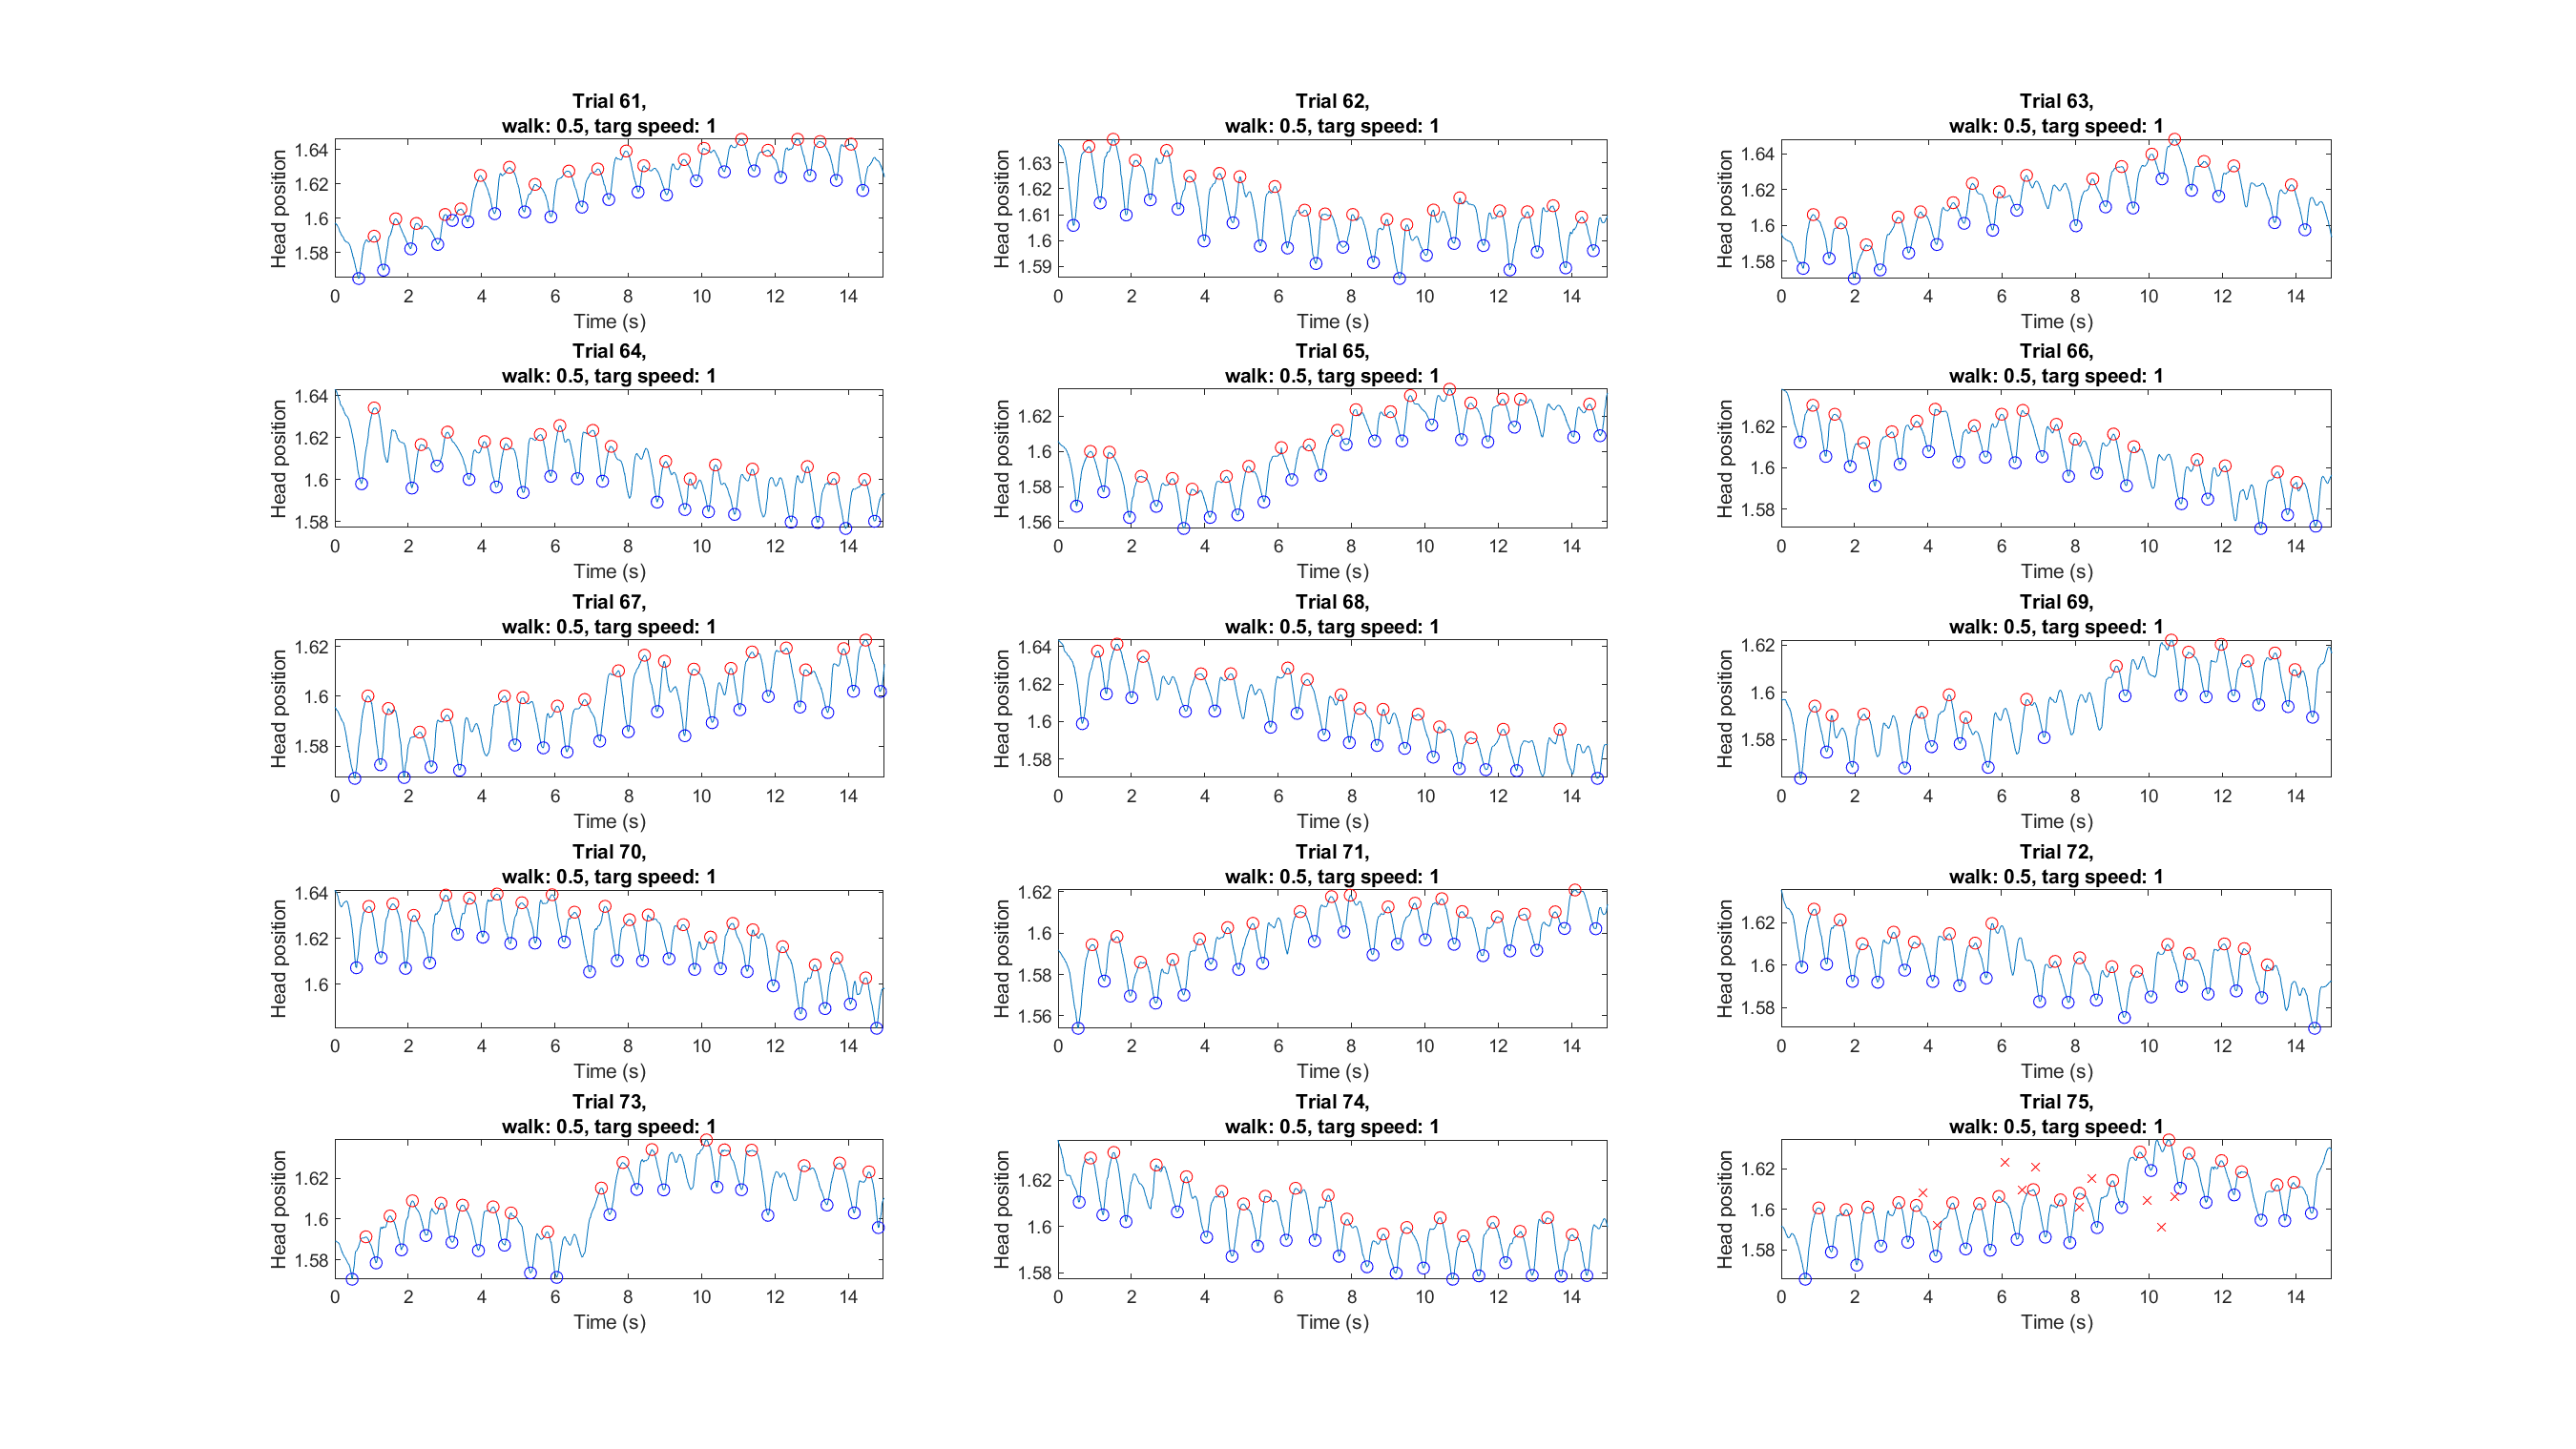 Trial 61,
walk: 0.5, targ speed: 1
1.64
1.62
1.6
1.58
Head position
0 2 4 6 8 10 12 14
Time (s)
Trial 62,
walk: 0.5, targ speed: 1
1.63
1.62
1.61
1.6
1.59
Head position
0 2 4 6 8 10 12 14
Time (s)
Trial 63,
walk: 0.5, targ speed: 1
1.64
1.62
1.6
1.58
Head position
0 2 4 6 8 10 12 14
Time (s)
Trial 64,
walk: 0.5, targ speed: 1
1.64
1.62
1.6
1.58
Head position
0 2 4 6 8 10 12 14
Time (s)
Trial 65,
walk: 0.5, targ speed: 1
1.62
1.6
1.58
1.56
Head position
0 2 4 6 8 10 12 14
Time (s)
Trial 66,
walk: 0.5, targ speed: 1
1.62
1.6
1.58
Head position
0 2 4 6 8 10 12 14
Time (s)
Trial 67,
walk: 0.5, targ speed: 1
1.62
1.6
1.58
Head position
0 2 4 6 8 10 12 14
Time (s)
Trial 68,
walk: 0.5, targ speed: 1
1.64
1.62
1.6
1.58
Head position
0 2 4 6 8 10 12 14
Time (s)
Trial 69,
walk: 0.5, targ speed: 1
1.62
1.6
1.58
Head position
0 2 4 6 8 10 12 14
Time (s)
Trial 70,
walk: 0.5, targ speed: 1
1.64
1.62
1.6
Head position
0 2 4 6 8 10 12 14
Time (s)
Trial 71,
walk: 0.5, targ speed: 1
1.62
1.6
1.58
1.56
Head position
0 2 4 6 8 10 12 14
Time (s)
Trial 72,
walk: 0.5, targ speed: 1
1.62
1.6
1.58
Head position
0 2 4 6 8 10 12 14
Time (s)
Trial 73,
walk: 0.5, targ speed: 1
1.62
1.6
1.58
Head position
0 2 4 6 8 10 12 14
Time (s)
Trial 74,
walk: 0.5, targ speed: 1
1.62
1.6
1.58
Head position
0 2 4 6 8 10 12 14
Time (s)
Trial 75,
walk: 0.5, targ speed: 1
1.62
1.6
1.58
Head position
0 2 4 6 8 10 12 14
Time (s)